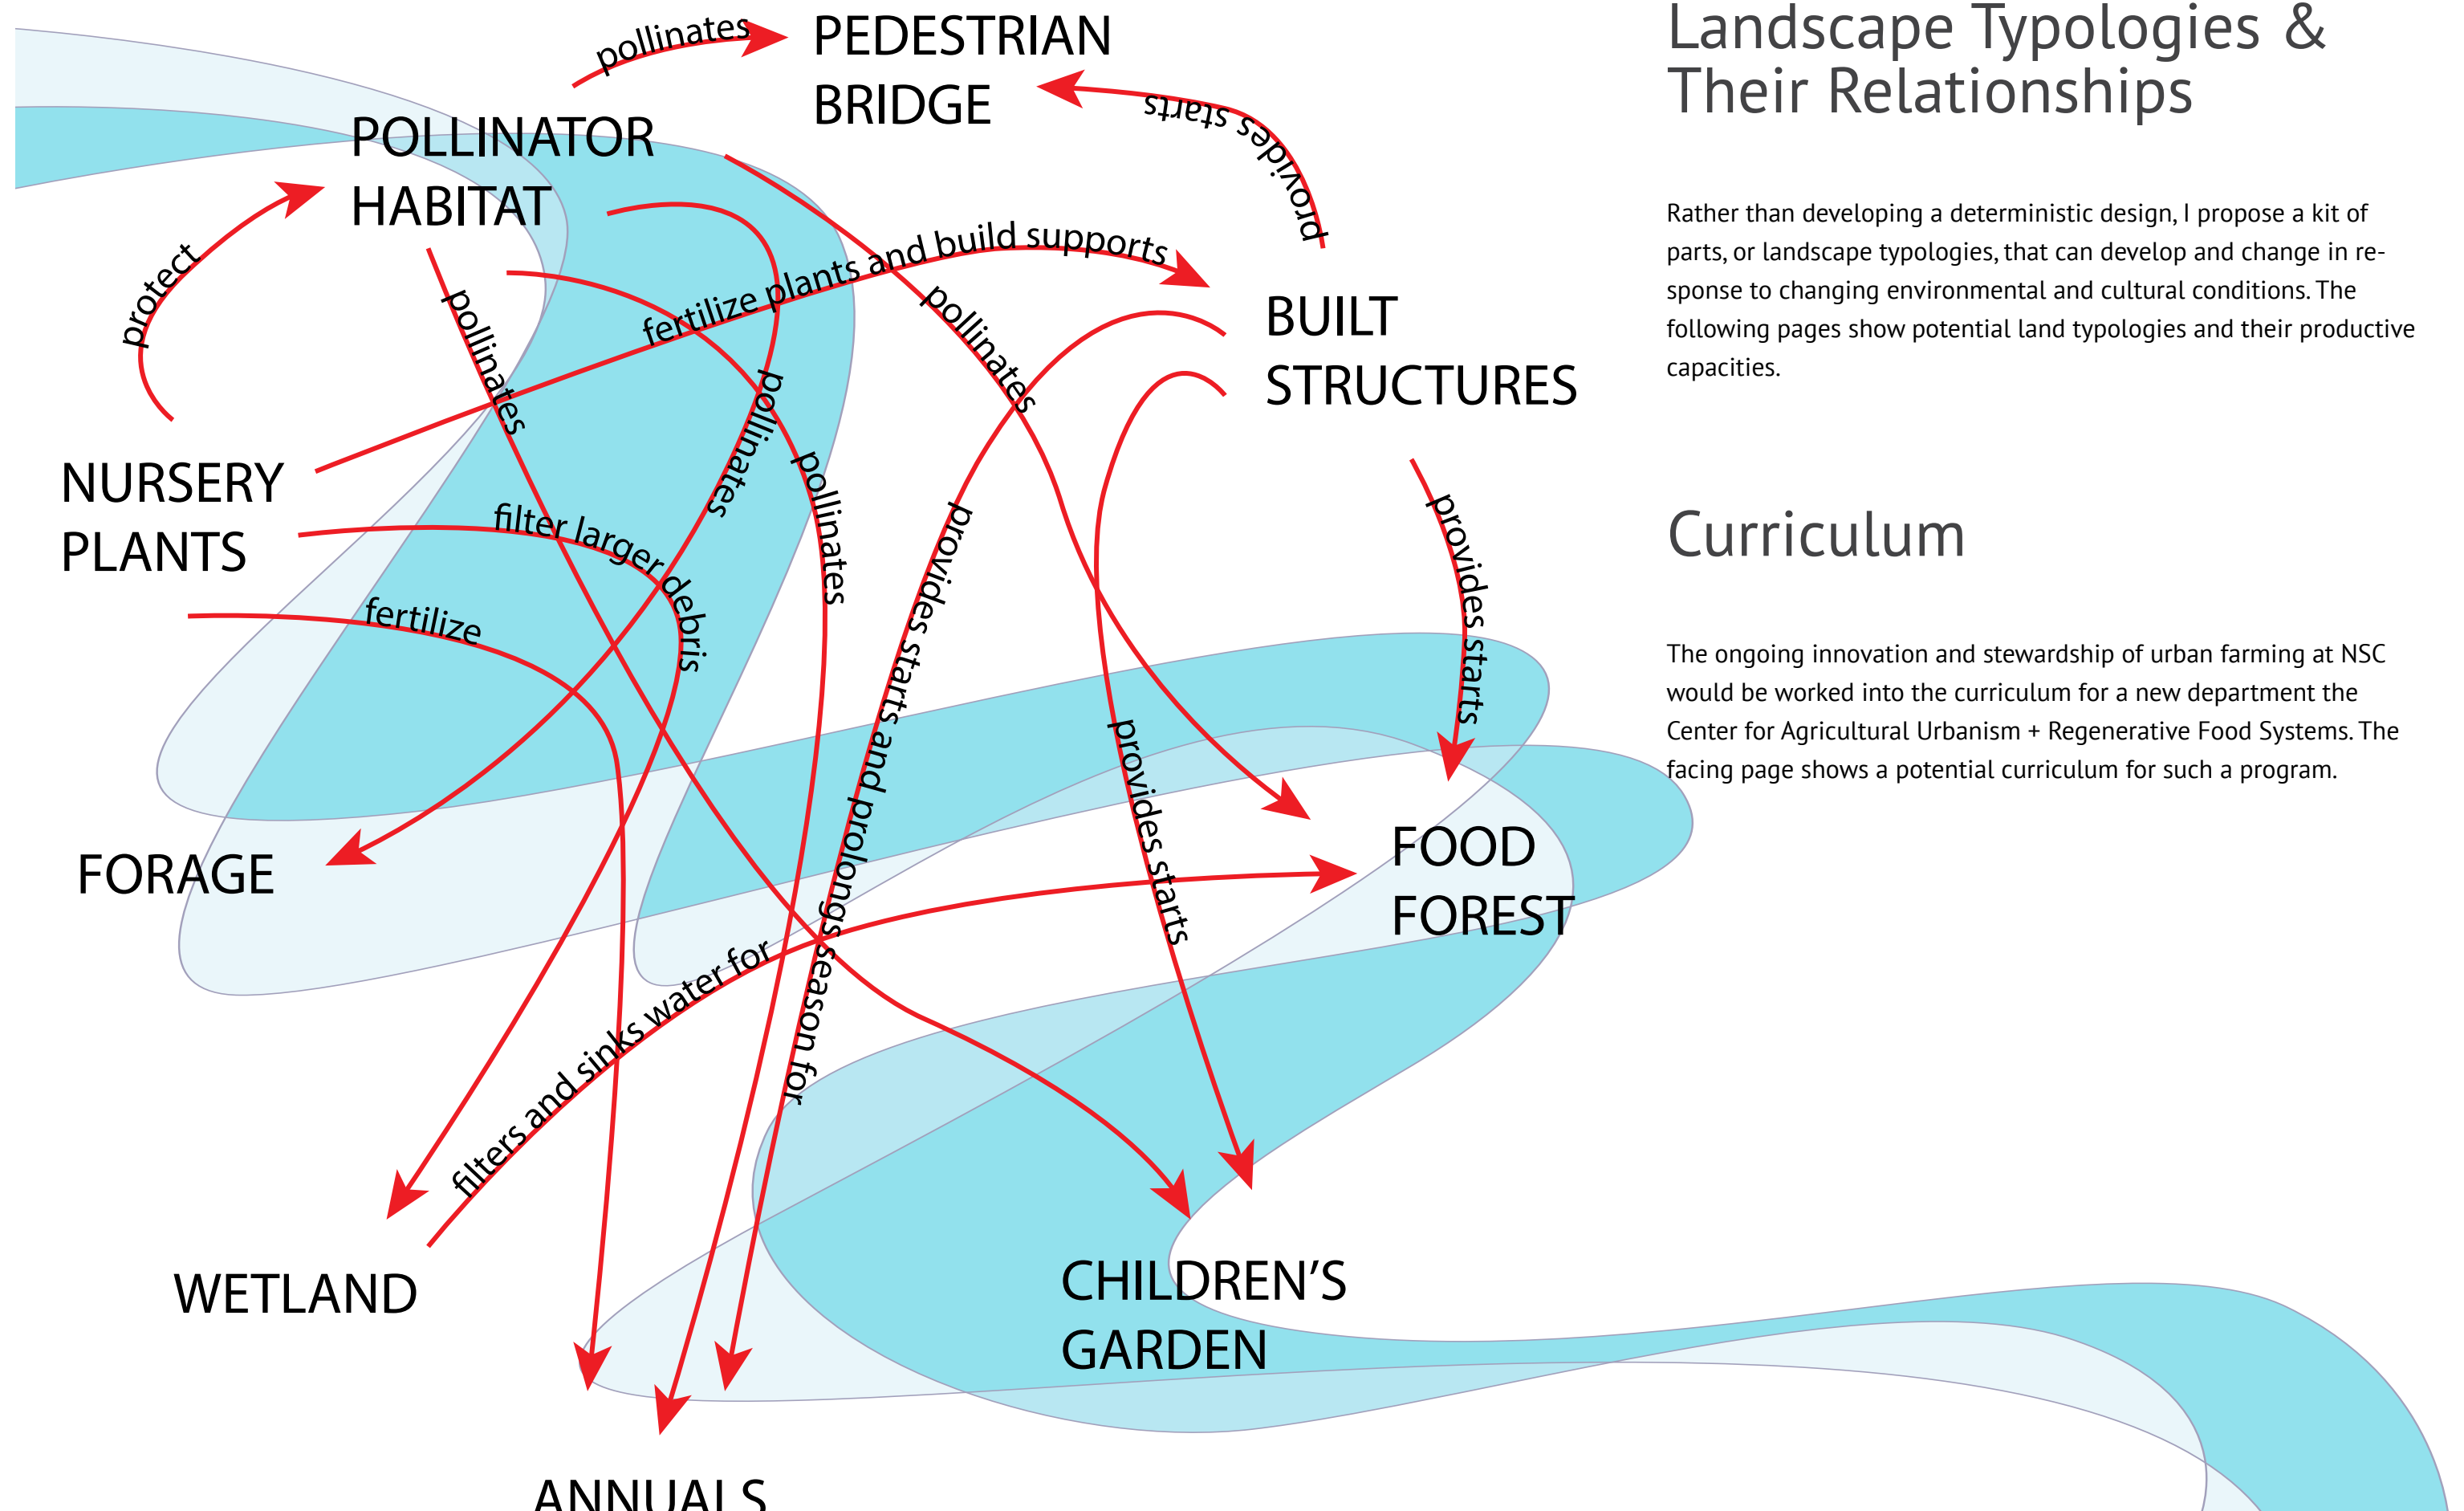 pollinates
PEDESTRIAN
BRIDGE
provides starts
POLLINATOR
HABITAT
protect
fertilize plants and build supports
pollinates
pollinates
pollinates
pollinates
BUILT
STRUCTURES
NURSERY
PLANTS
filter larger debris
fertilize
provides starts and prolongs season for
provides starts
provides starts
FORAGE
FOOD
FOREST
filters and sinks water for
WETLAND
CHILDREN’S
GARDEN
ANNUALS
Landscape Typologies &
Their Relationships
Rather than developing a deterministic design, I propose a kit of
parts, or landscape typologies, that can develop and change in re-
sponse to changing environmental and cultural conditions. The
following pages show potential land typologies and their productive
capacities.
Curriculum
The ongoing innovation and stewardship of urban farming at NSC
would be worked into the curriculum for a new department the
Center for Agricultural Urbanism + Regenerative Food Systems. The
facing page shows a potential curriculum for such a program.